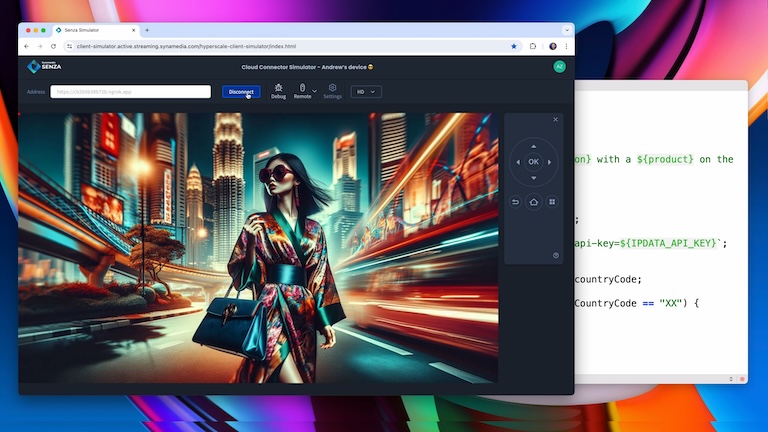 Senza Simulator
client-simulator.active.streaming.synamedia.com/hyperscale-client-simulator/index.html
SENZA
Cloud Connector Simulator – Andrew's device 😎
AZ
Address
Disconnect
Debug
Remote
Settings
HD
OK
on} with a ${product} on the
;
api-key=${IPDATA_API_KEY}`;
countryCode;
CountryCode == "XX") {